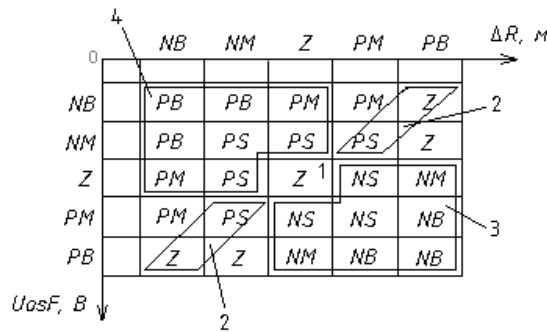 4
NB NM Z PM PB ΔR, м
0
NB PB PB PM PM Z 2
NM PB PS PS PS Z
Z PM PS Z 1 NS NM
PM PM PS NS NS NB 3
PB Z Z NM NB NB
UosF, В 2